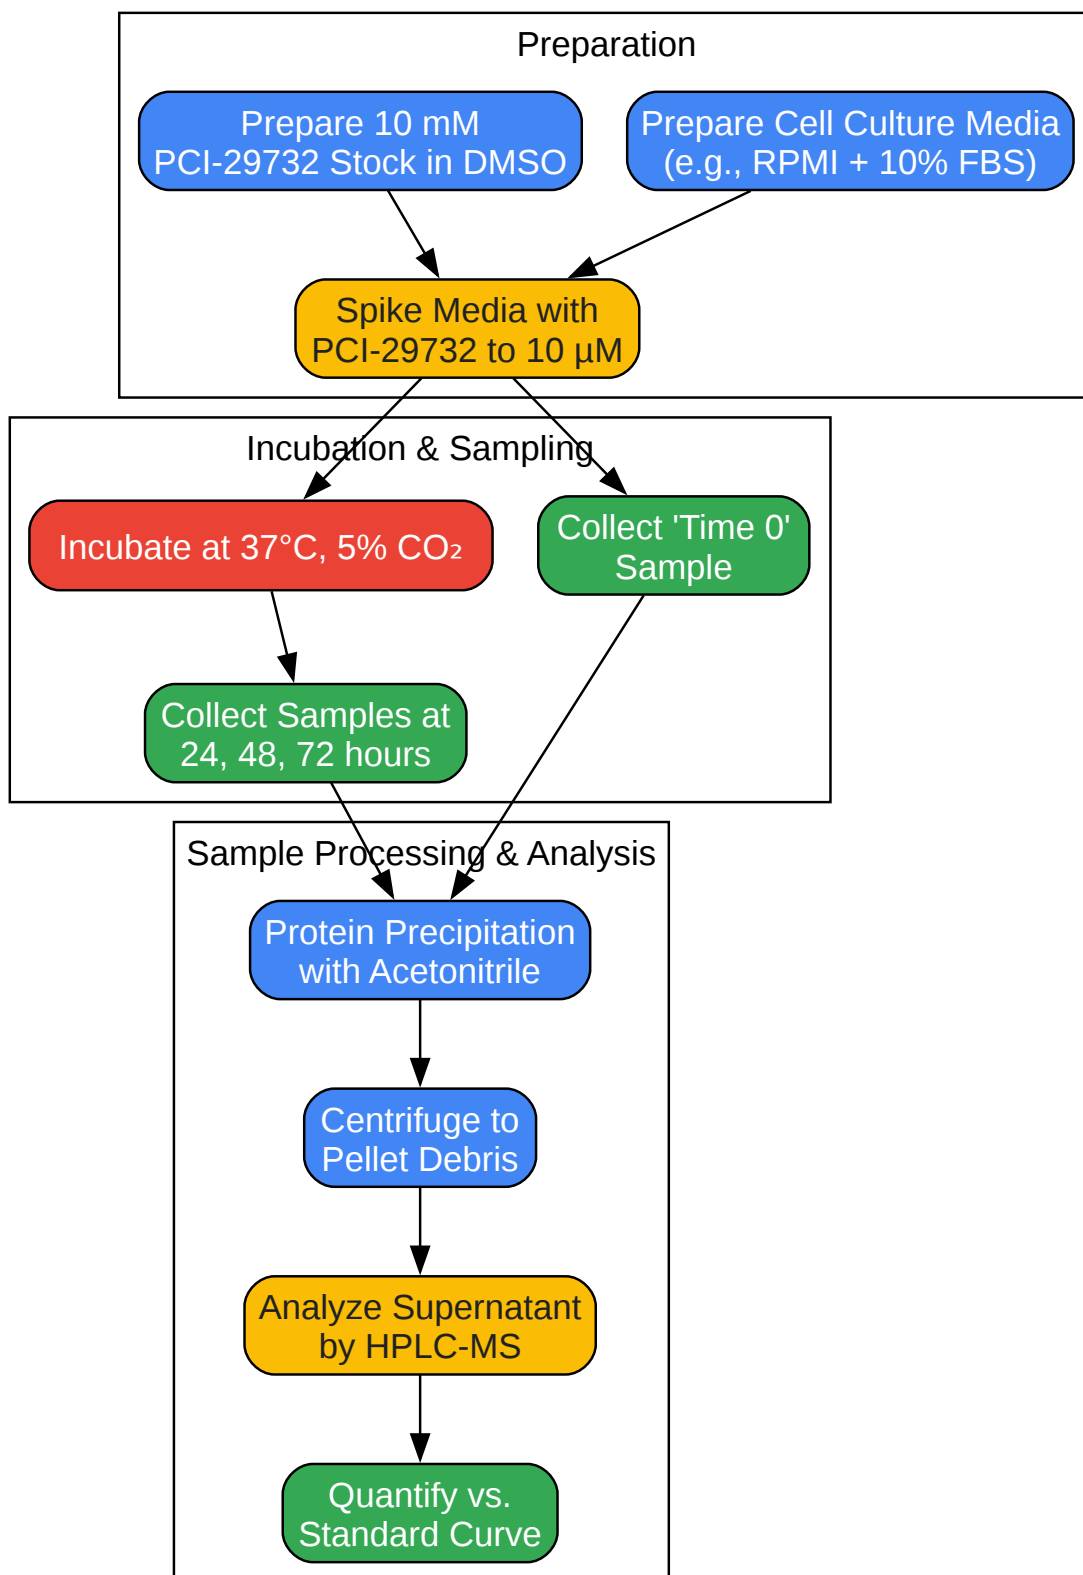 Preparation
Prepare 10 mM
PCI-29732 Stock in DMSO
Prepare Cell Culture Media
(e.g., RPMI + 10% FBS)
Spike Media with
PCI-29732 to 10 µM
Incubation & Sampling
Incubate at 37°C, 5% CO₂
Collect 'Time 0'
Sample
Collect Samples at
24, 48, 72 hours
Sample Processing & Analysis
Protein Precipitation
with Acetonitrile
Centrifuge to
Pellet Debris
Analyze Supernatant
by HPLC-MS
Quantify vs.
Standard Curve